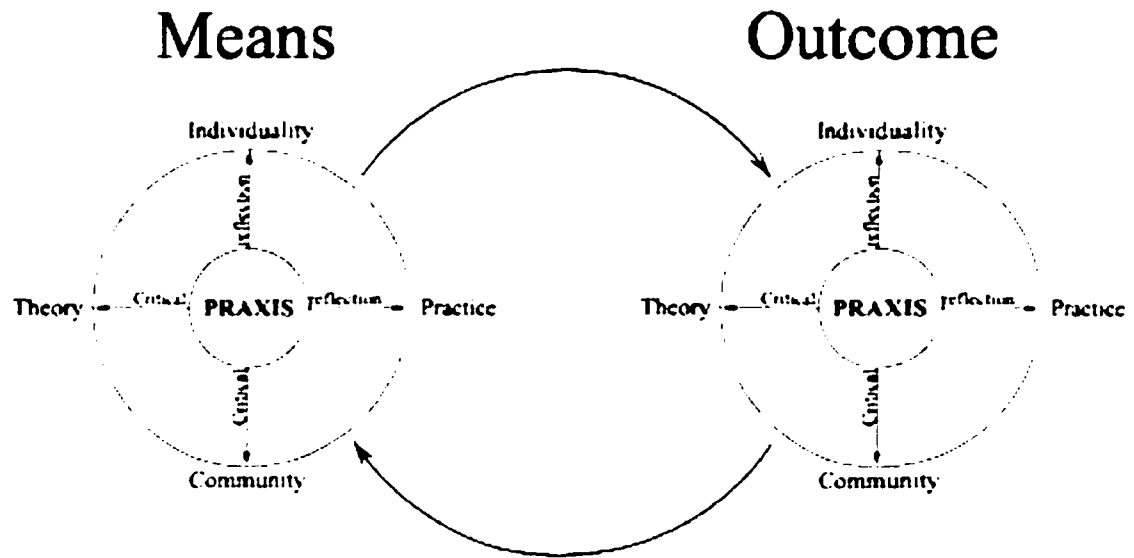 Means
Outcome
Individuality
reflection
Theory
Critical
PRAXIS
reflection
Practice
Critical
Community
Individuality
reflection
Theory
Critical
PRAXIS
reflection
Practice
Critical
Community